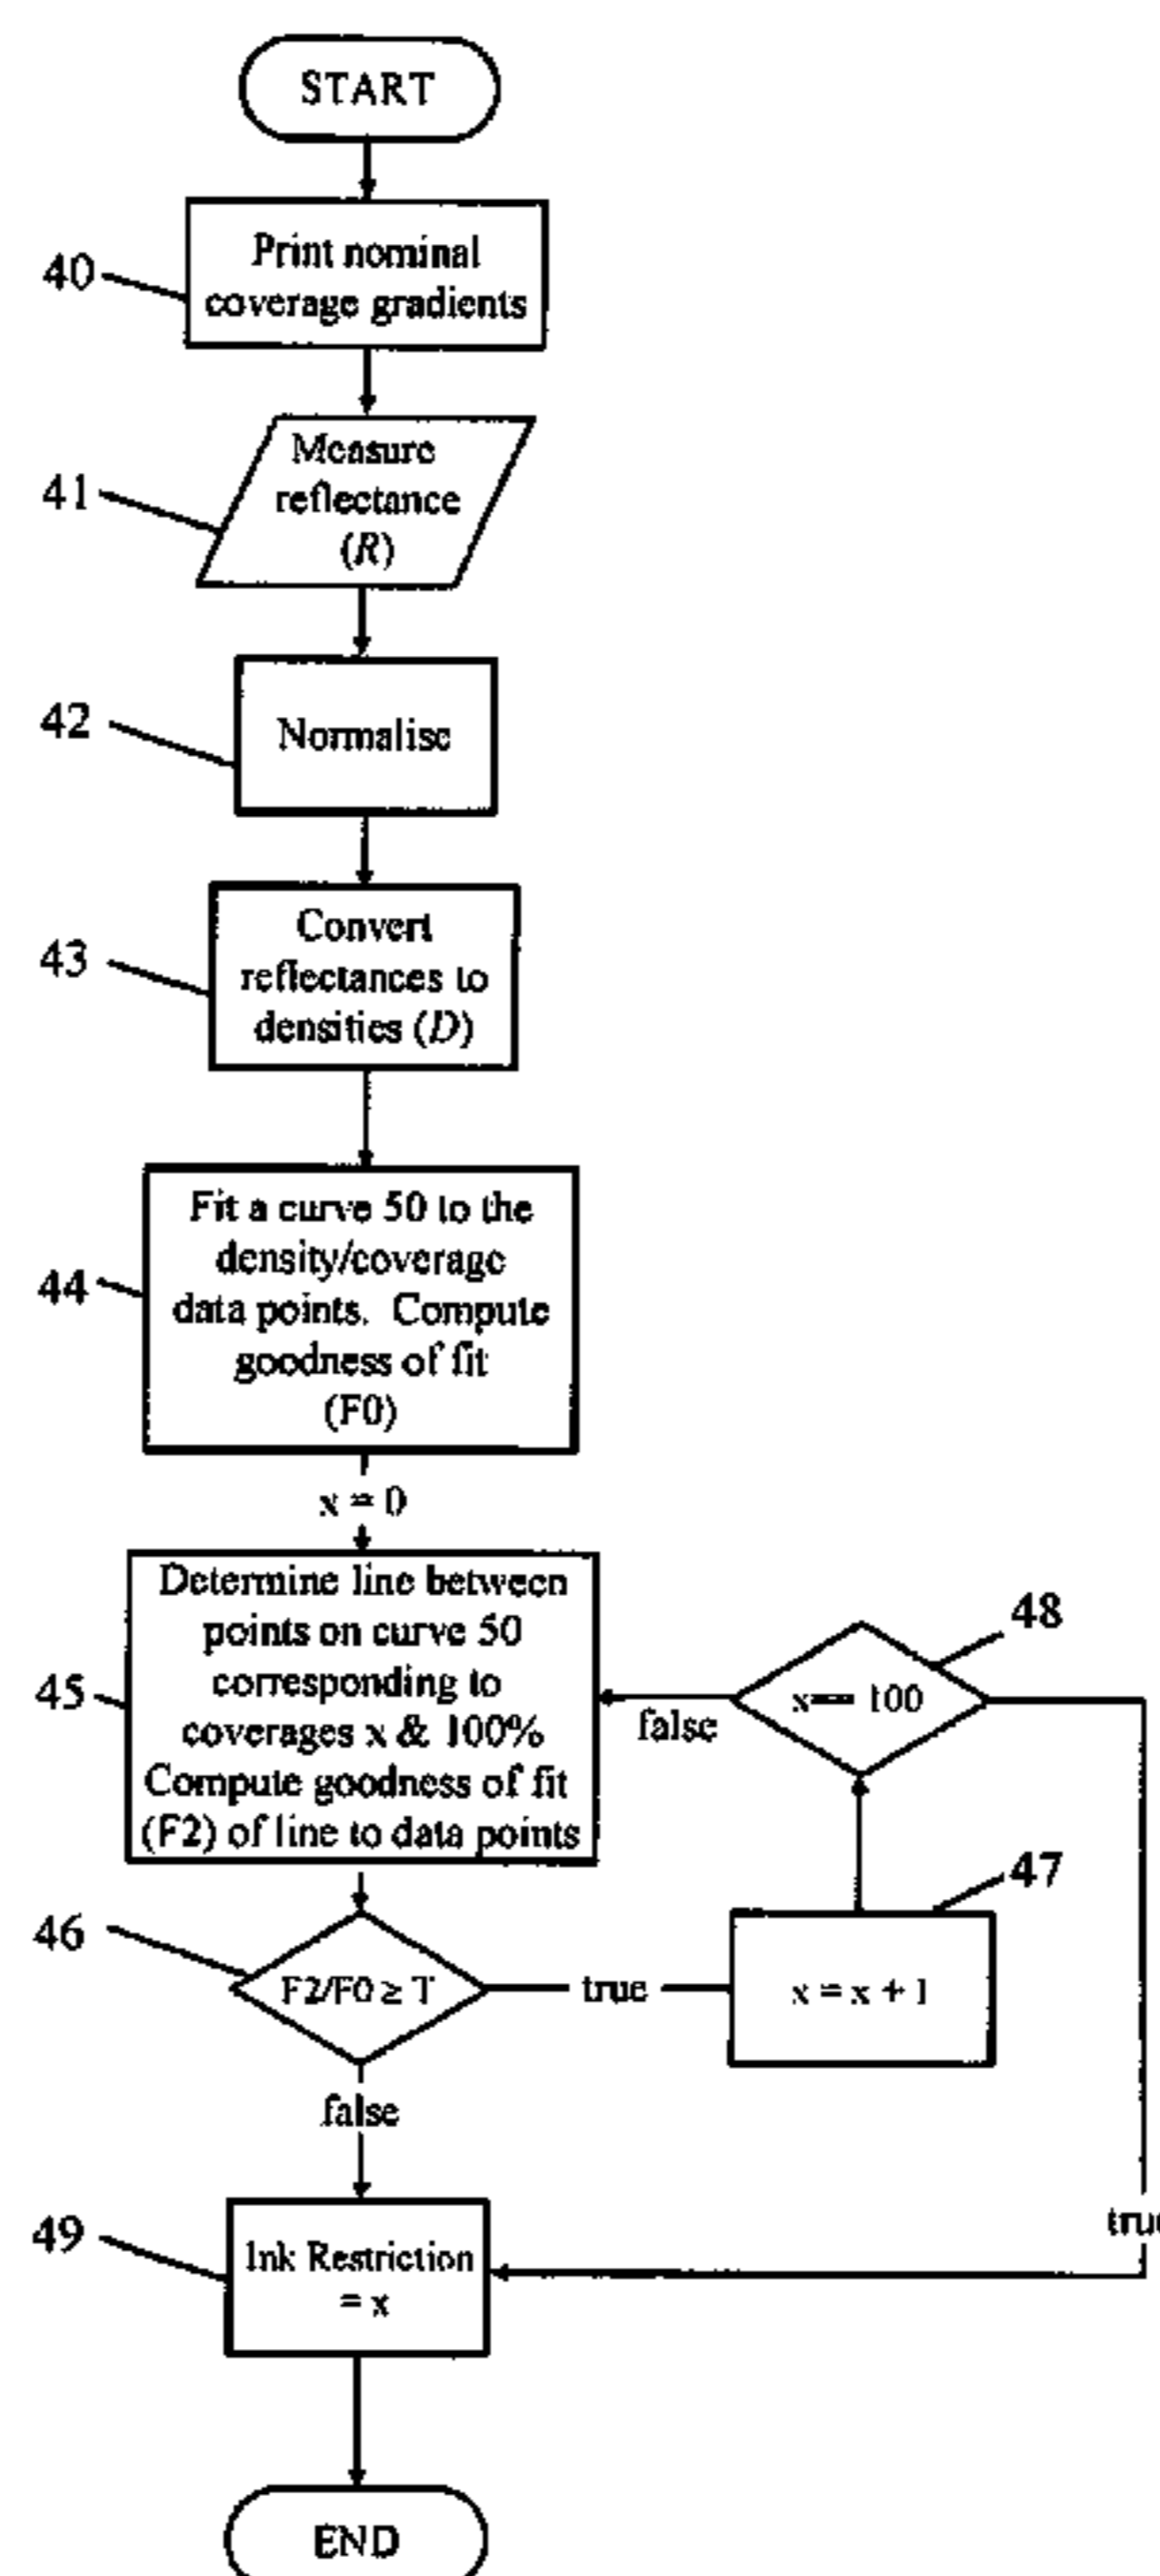 START
40
Print nominal
coverage gradients
41
Measure
reflectance
(R)
42
Normalise
43
Convert
reflectances to
densities (D)
44
Fit a curve 50 to the
density/coverage
data points. Compute
goodness of fit
(F0)
x = 0
45
Determine line between
points on curve 50
corresponding to
coverages x & 100%
Compute goodness of fit
(F2) of line to data points
48
x== 100
false
47
x = x + 1
46
F2/F0 ≥ T
true
false
true
49
Ink Restriction
= x
END